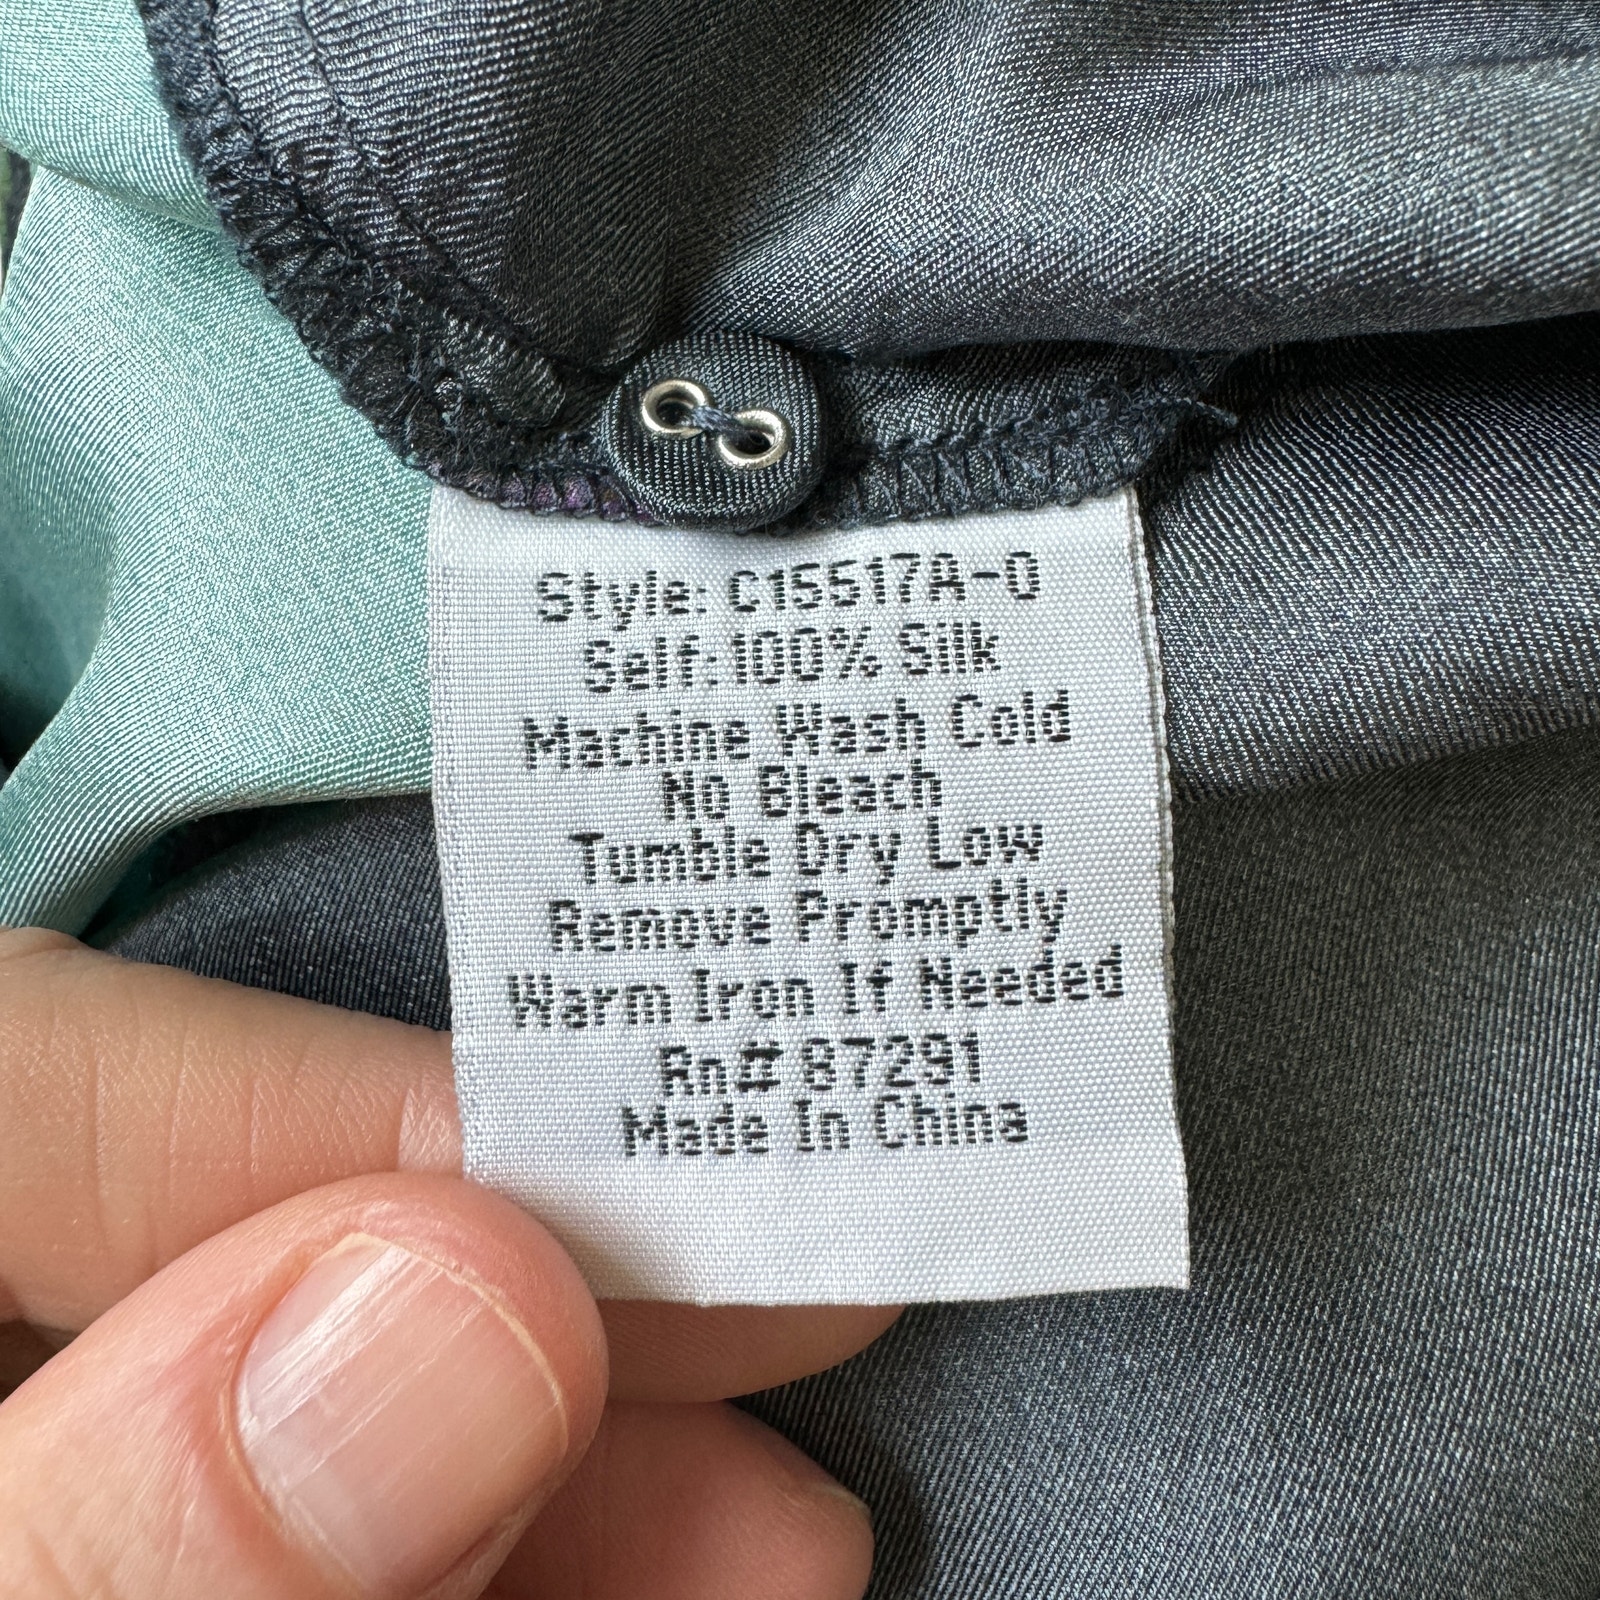 Style: C15517A-0
Self: 100% Silk
Machine Wash Cold
No Bleach
Tumble Dry Low
Remove Promptly
Warm Iron If Needed
Rn# 87291
Made In China